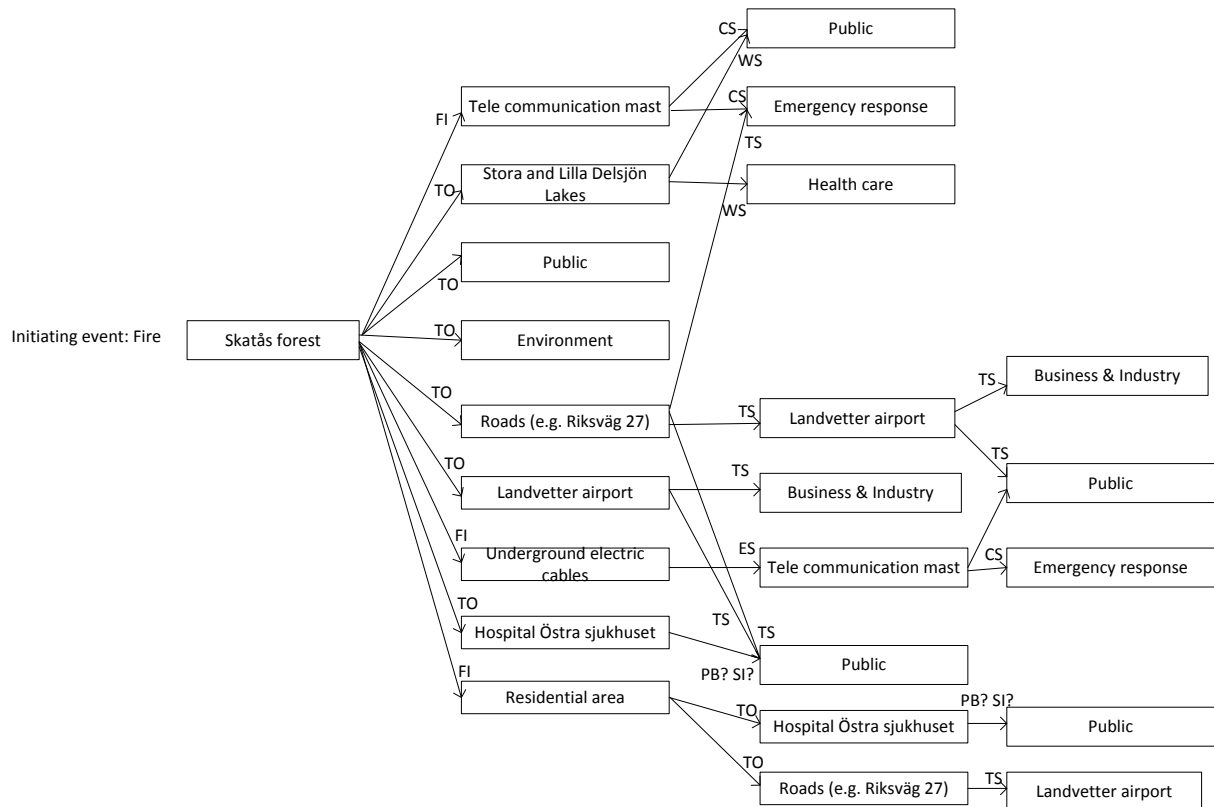 CS
Public
WS
Tele communication mast
CS
Emergency response
FI
TS
Stora and Lilla Delsjön
Lakes
Health care
TO
WS
Public
TO
Initiating event: Fire
Skatås forest
TO
Environment
TS
Business & Industry
TO
Roads (e.g. Riksväg 27)
TS
Landvetter airport
TS
TO
Landvetter airport
TS
Business & Industry
Public
FI
Underground electric
cables
ES
Tele communication mast
CS
Emergency response
TO
Hospital Östra sjukhuset
TS
TS
Public
PB? SI?
FI
Residential area
TO
Hospital Östra sjukhuset
PB? SI?
Public
TO
Roads (e.g. Riksväg 27)
TS
Landvetter airport